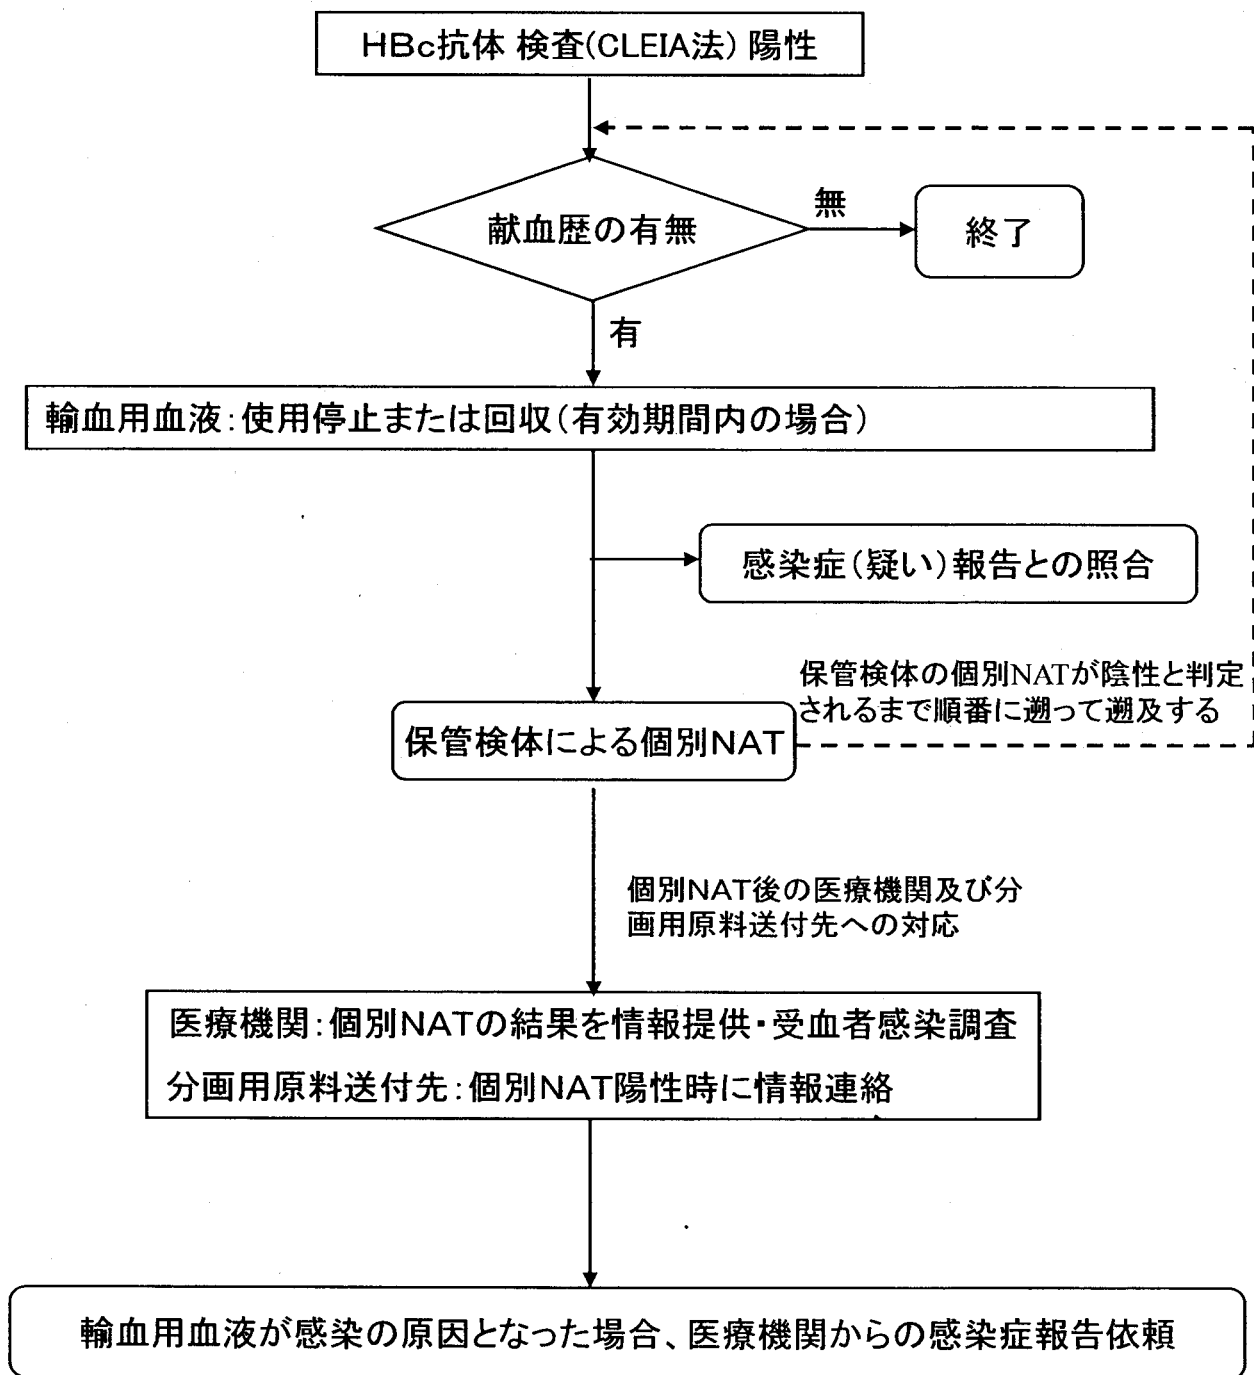 HBc抗体 検査(CLEIA法) 陽性
献血歴の有無
無
終了
有
輸血用血液:使用停止または回収(有効期間内の場合)
感染症(疑い)報告との照合
保管検体の個別NATが陰性と判定
されるまで順番に遡って遡及する
保管検体による個別NAT
個別NAT後の医療機関及び分
画用原料送付先への対応
医療機関:個別NATの結果を情報提供・受血者感染調査
分画用原料送付先:個別NAT陽性時に情報連絡
輸血用血液が感染の原因となった場合、医療機関からの感染症報告依頼